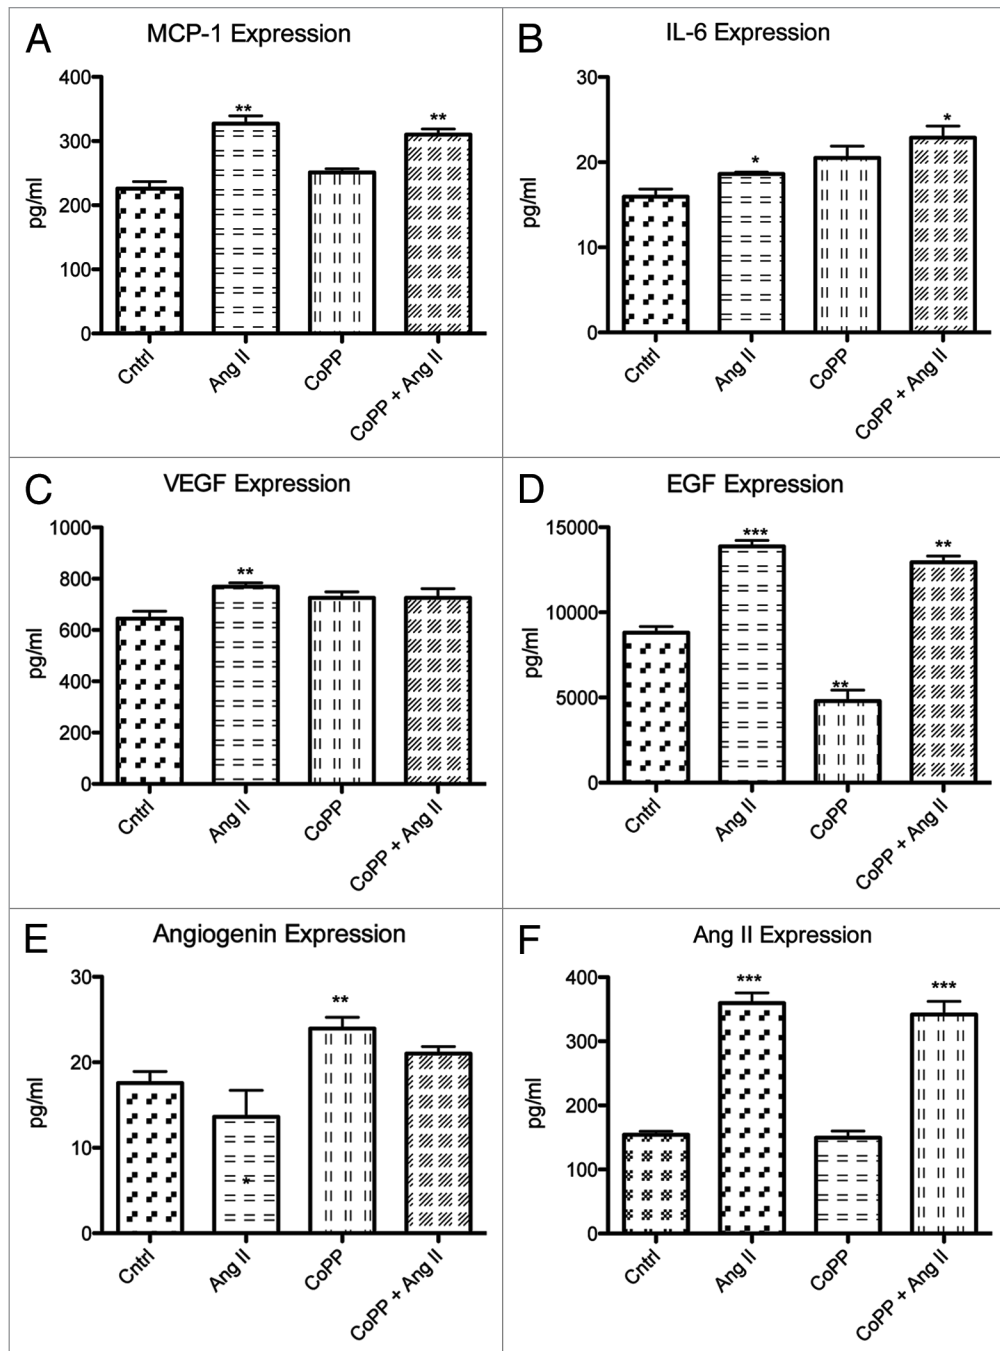 A
MCP-1 Expression
pg/ml
400
300
200
100
0
**
**
Cntrl
Ang II
CoPP
CoPP + Ang II
B
IL-6 Expression
pg/ml
30
20
10
0
*
*
Cntrl
Ang II
CoPP
CoPP + Ang II
C
VEGF Expression
pg/ml
1000
800
600
400
200
0
**
Cntrl
Ang II
CoPP
CoPP + Ang II
D
EGF Expression
pg/ml
15000
10000
5000
0
***
**
**
Cntrl
Ang II
CoPP
CoPP + Ang II
E
Angiogenin Expression
pg/ml
30
20
10
0
*
**
Cntrl
Ang II
CoPP
CoPP + Ang II
F
Ang II Expression
pg/ml
400
300
200
100
0
***
***
Cntrl
Ang II
CoPP
CoPP + Ang II